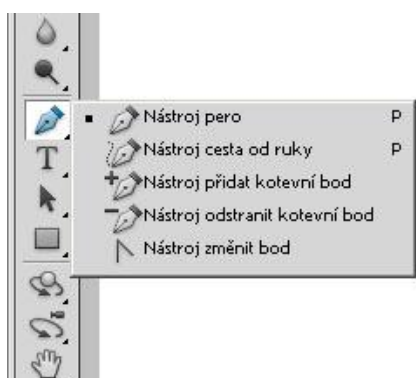 Nástroj pero P
Nástroj cesta od ruky P
Nástroj přidat kotevní bod
Nástroj odstranit kotevní bod
Nástroj změnit bod